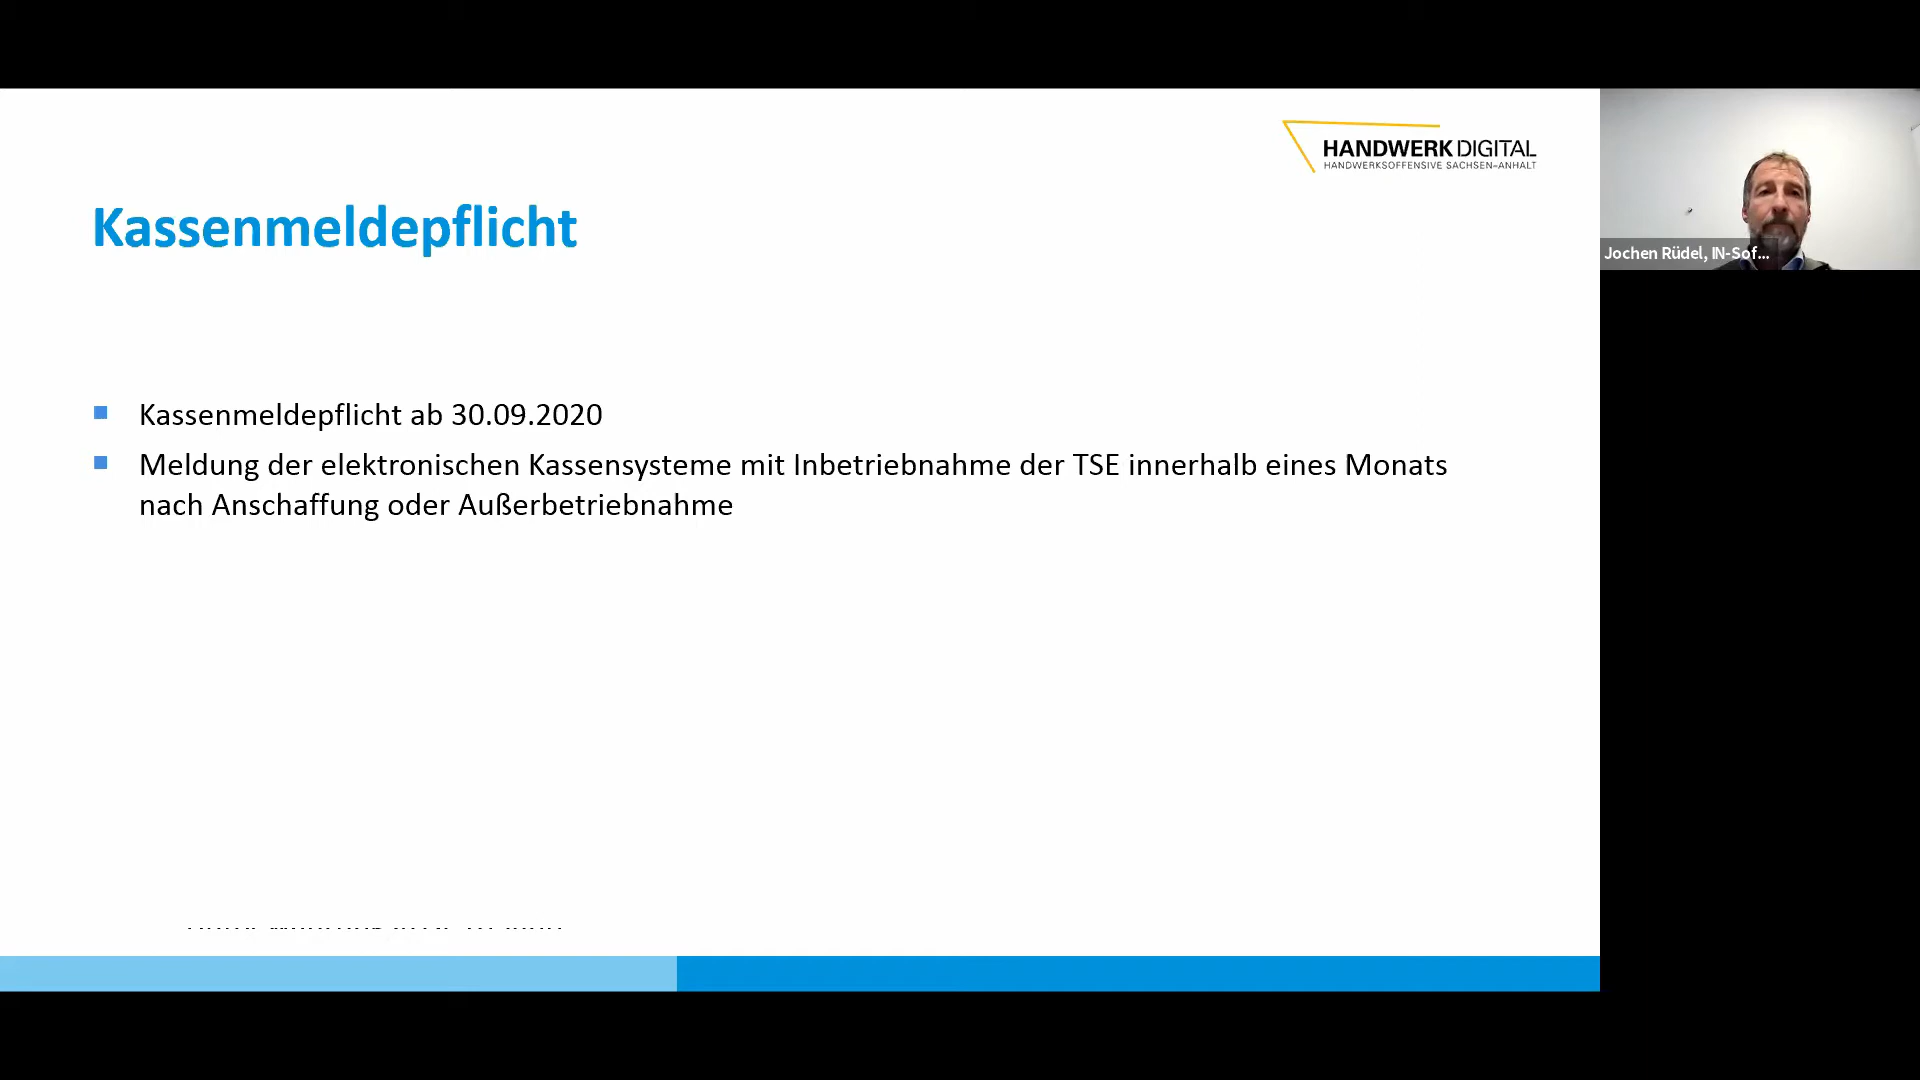 HANDWERK DIGITAL
HANDWERKSOFFENSIVE SACHSEN-ANHALT
Kassenmeldepflicht
Jochen Rüdel, IN-Sof...
Kassenmeldepflicht ab 30.09.2020
Meldung der elektronischen Kassensysteme mit Inbetriebnahme der TSE innerhalb eines Monats
nach Anschaffung oder Außerbetriebnahme